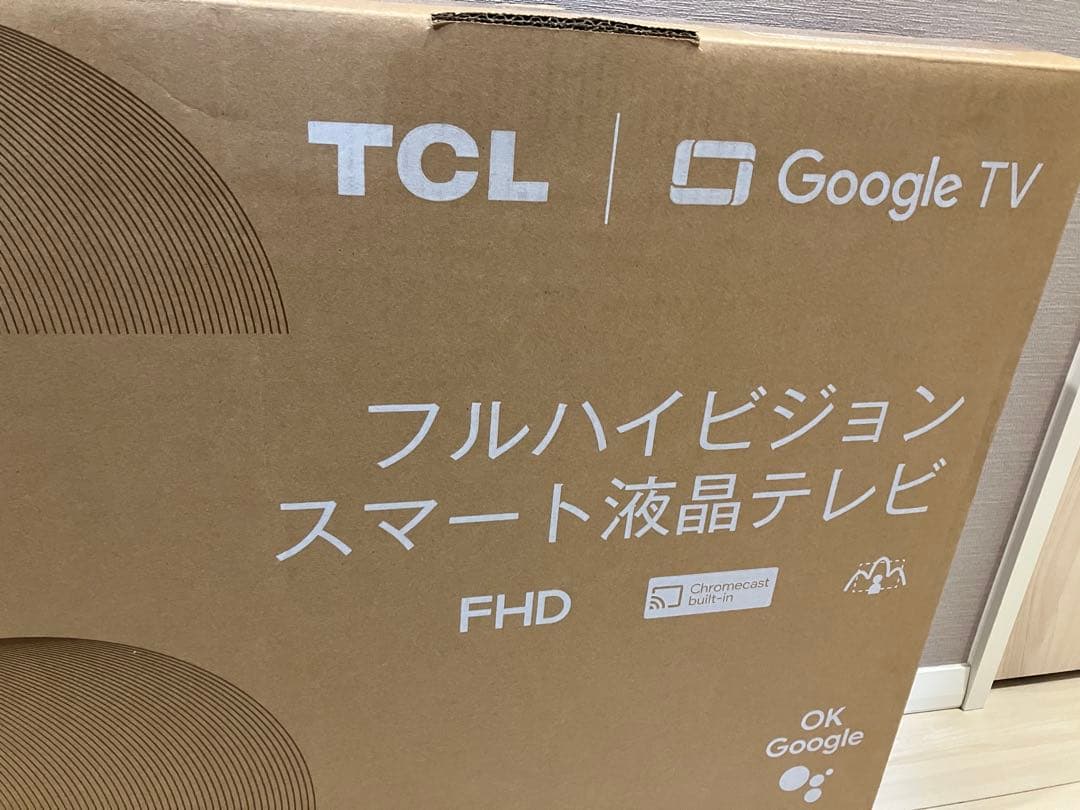 TCL | Google TV
フルハイビジョン
スマート液晶テレビ
FHD
Chromecast
built-in
OK
Google